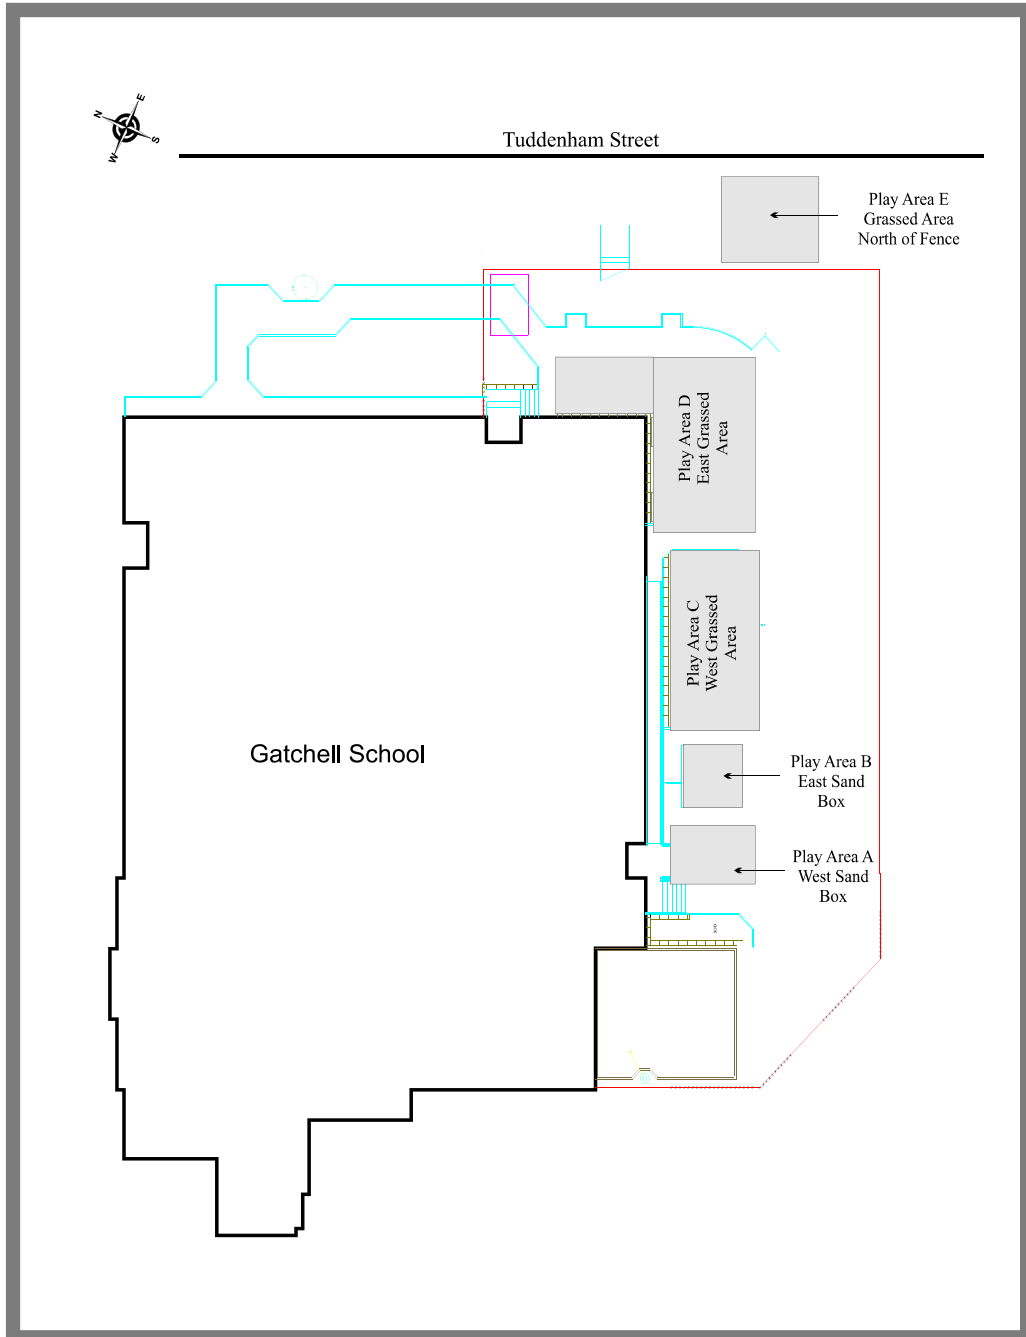 E
N
S
W
Tuddenham Street
Play Area E
Grassed Area
North of Fence
Play Area D
East Grassed
Area
Play Area C
West Grassed
Area
Gatchell School
Play Area B
East Sand
Box
Play Area A
West Sand
Box